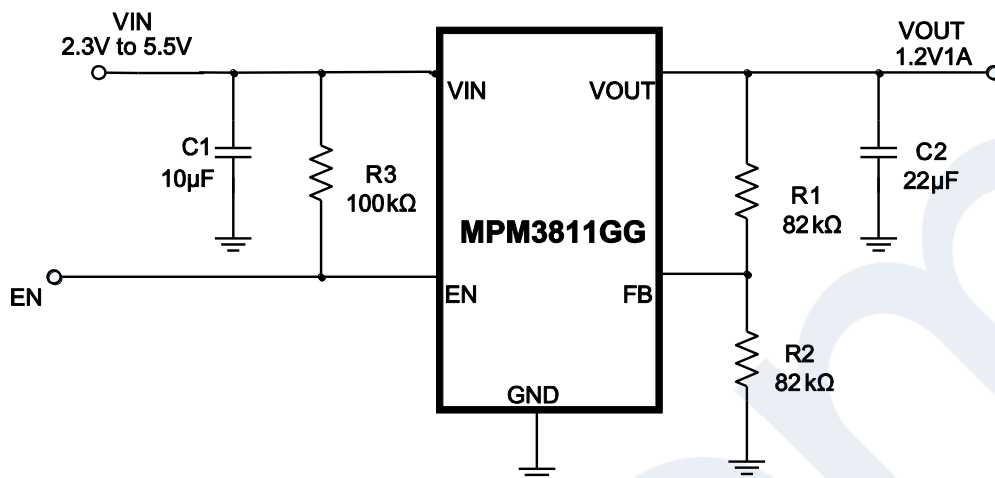 VIN
2.3V to 5.5V
VOUT
1.2V1A
VIN
VOUT
C1
10µF
R3
100kΩ
R1
82kΩ
C2
22µF
MPM3811GG
EN
EN
FB
R2
82kΩ
GND